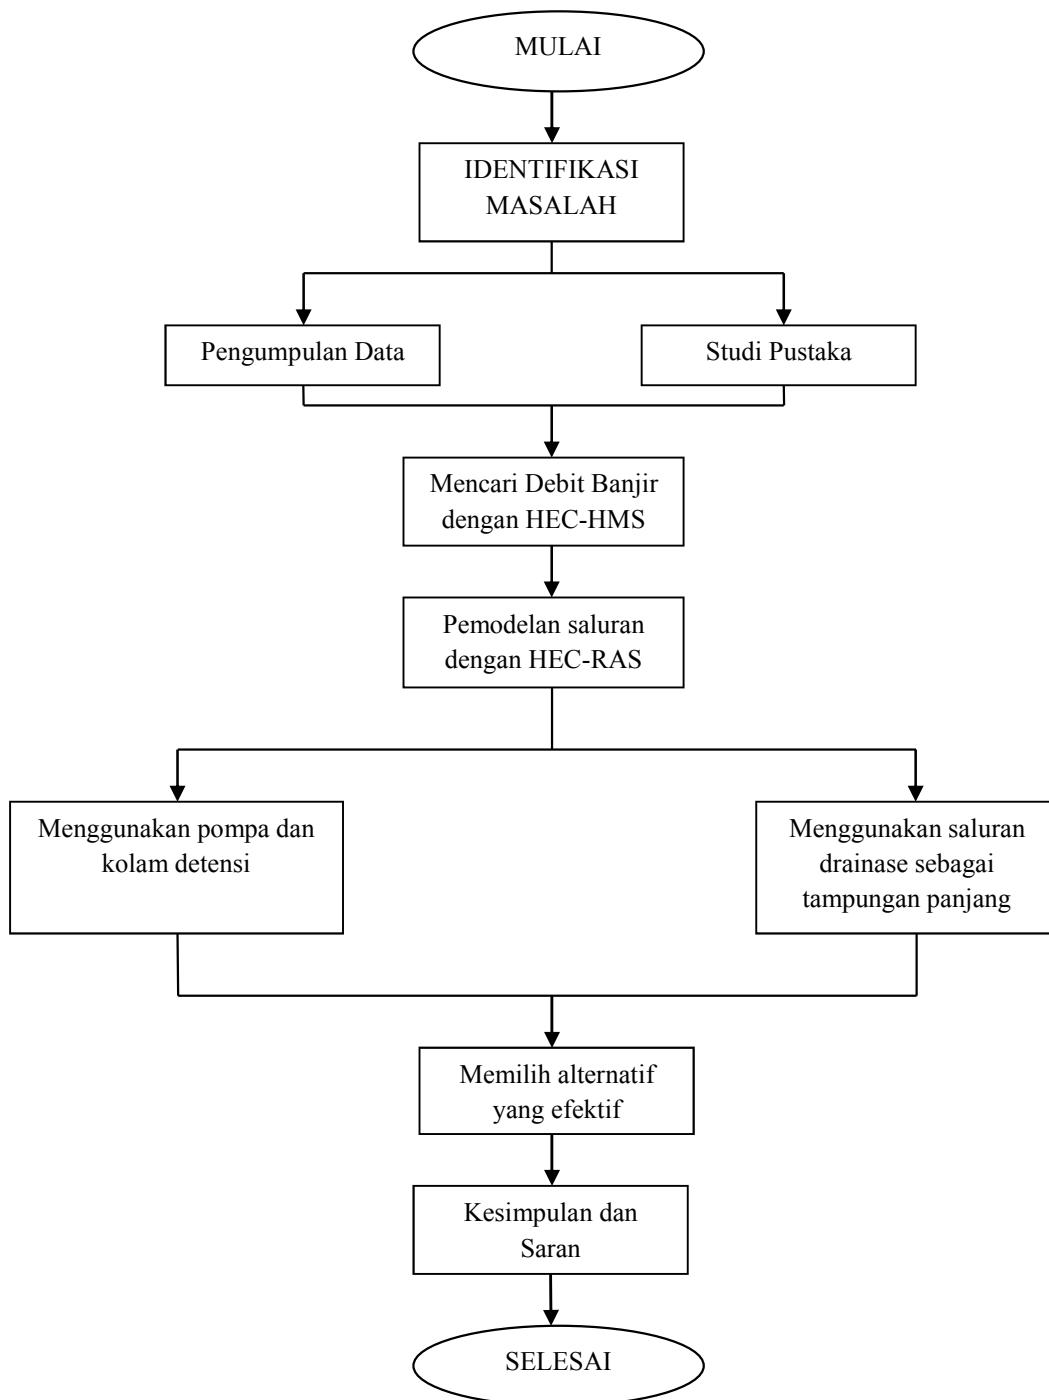 MULAI
IDENTIFIKASI
MASALAH
Pengumpulan Data
Studi Pustaka
Mencari Debit Banjir
dengan HEC-HMS
Pemodelan saluran
dengan HEC-RAS
Menggunakan pompa dan
kolam detensi
Menggunakan saluran
drainase sebagai
tampungan panjang
Memilih alternatif
yang efektif
Kesimpulan dan
Saran
SELESAI